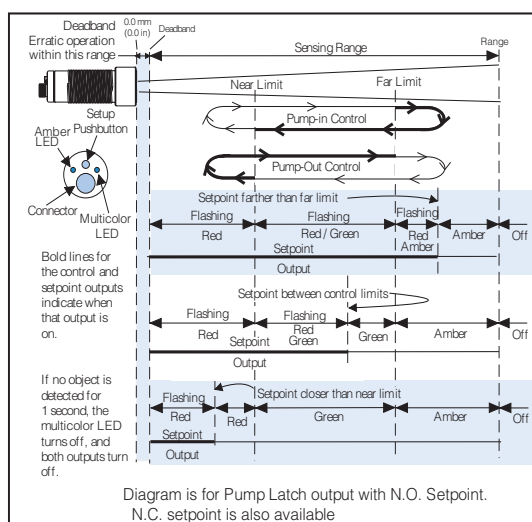 Deadband
Erratic operation
within this range
0.0 mm
(0.0 in)
Deadband
Sensing Range
Range
Near Limit
Far Limit
Setup
Pushbutton
Amber
LED
Connector
Multicolor
LED
Pump-in Control
Pump-Out Control
Setpoint farther than far limit
Flashing
Red
Flashing
Red / Green
Flashing
Red
Amber
Amber
Off
Setpoint
Output
Bold lines for
the control and
setpoint outputs
indicate when
that output is
on.
Setpoint between control limits
Flashing
Red
Flashing
Red
Green
Green
Amber
Off
Setpoint
Output
If no object is
detected for
1 second, the
multicolor LED
turns off, and
both outputs turn
off.
Setpoint closer than near limit
Flashing
Red
Red
Green
Amber
Off
Setpoint
Output
Diagram is for Pump Latch output with N.O. Setpoint.
N.C. setpoint is also available